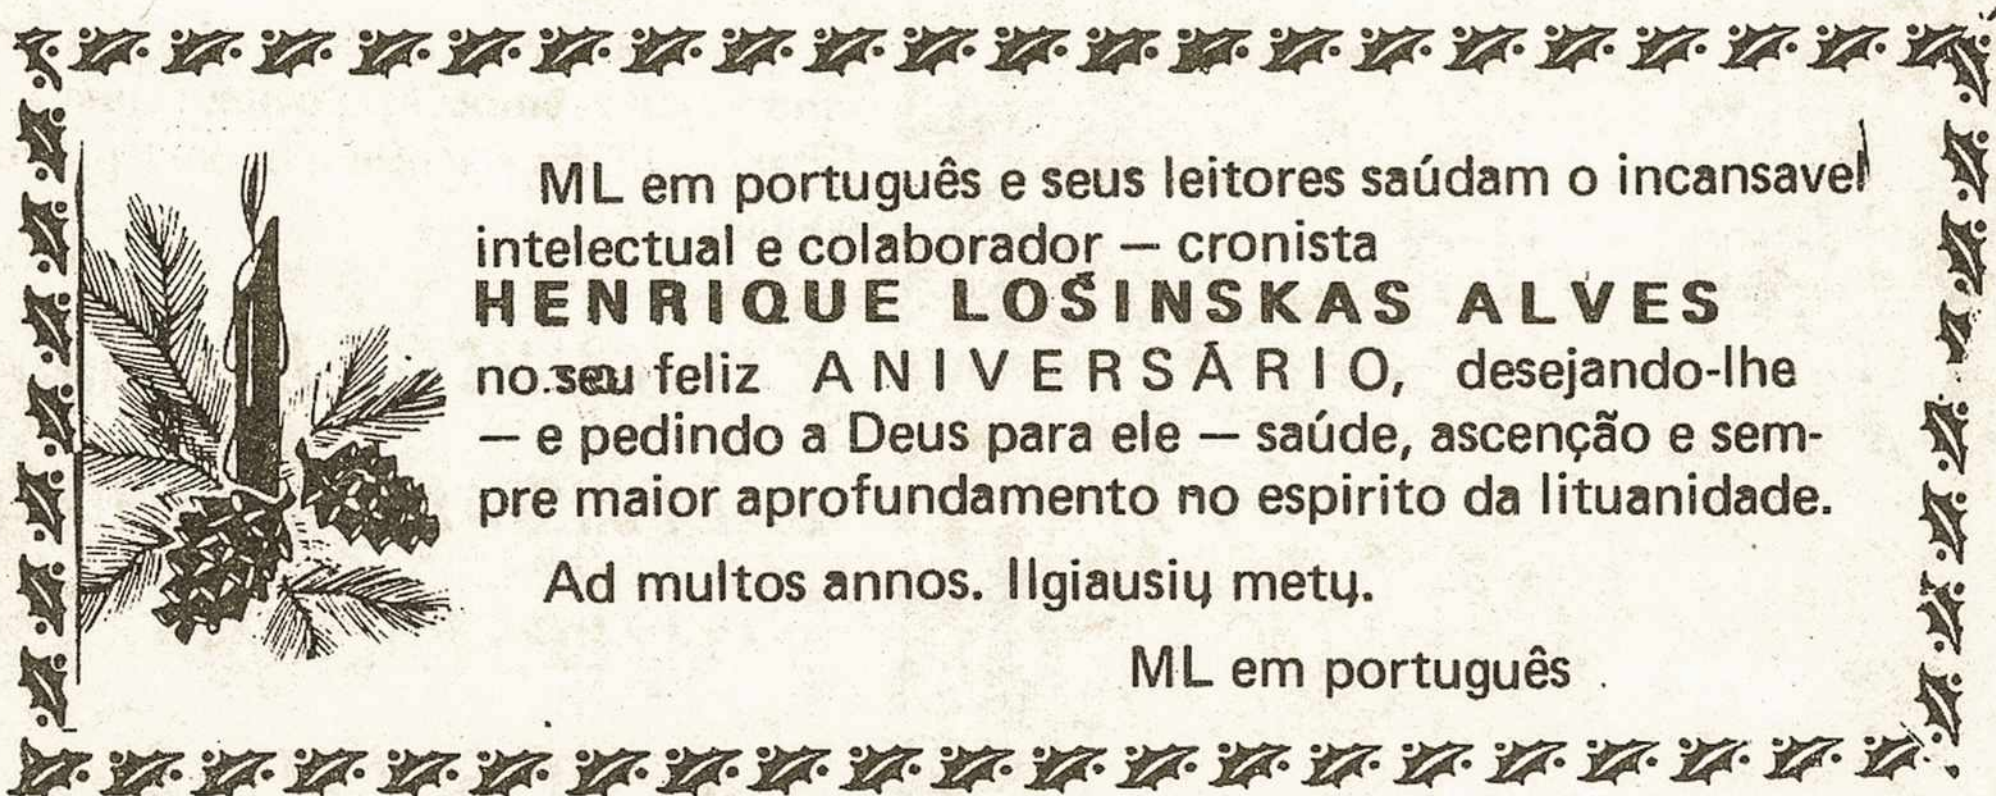 ML em português e seus leitores saúdam o incansavel
intelectual e colaborador — cronista
HENRIQUE LOŠINSKAS ALVES
no seu feliz ANIVERSÁRIO, desejando-lhe
— e pedindo a Deus para ele — saúde, ascenção e sem-
pre maior aprofundamento no espirito da lituanidade.
Ad multos annos. Ilgiausių metų.
ML em português